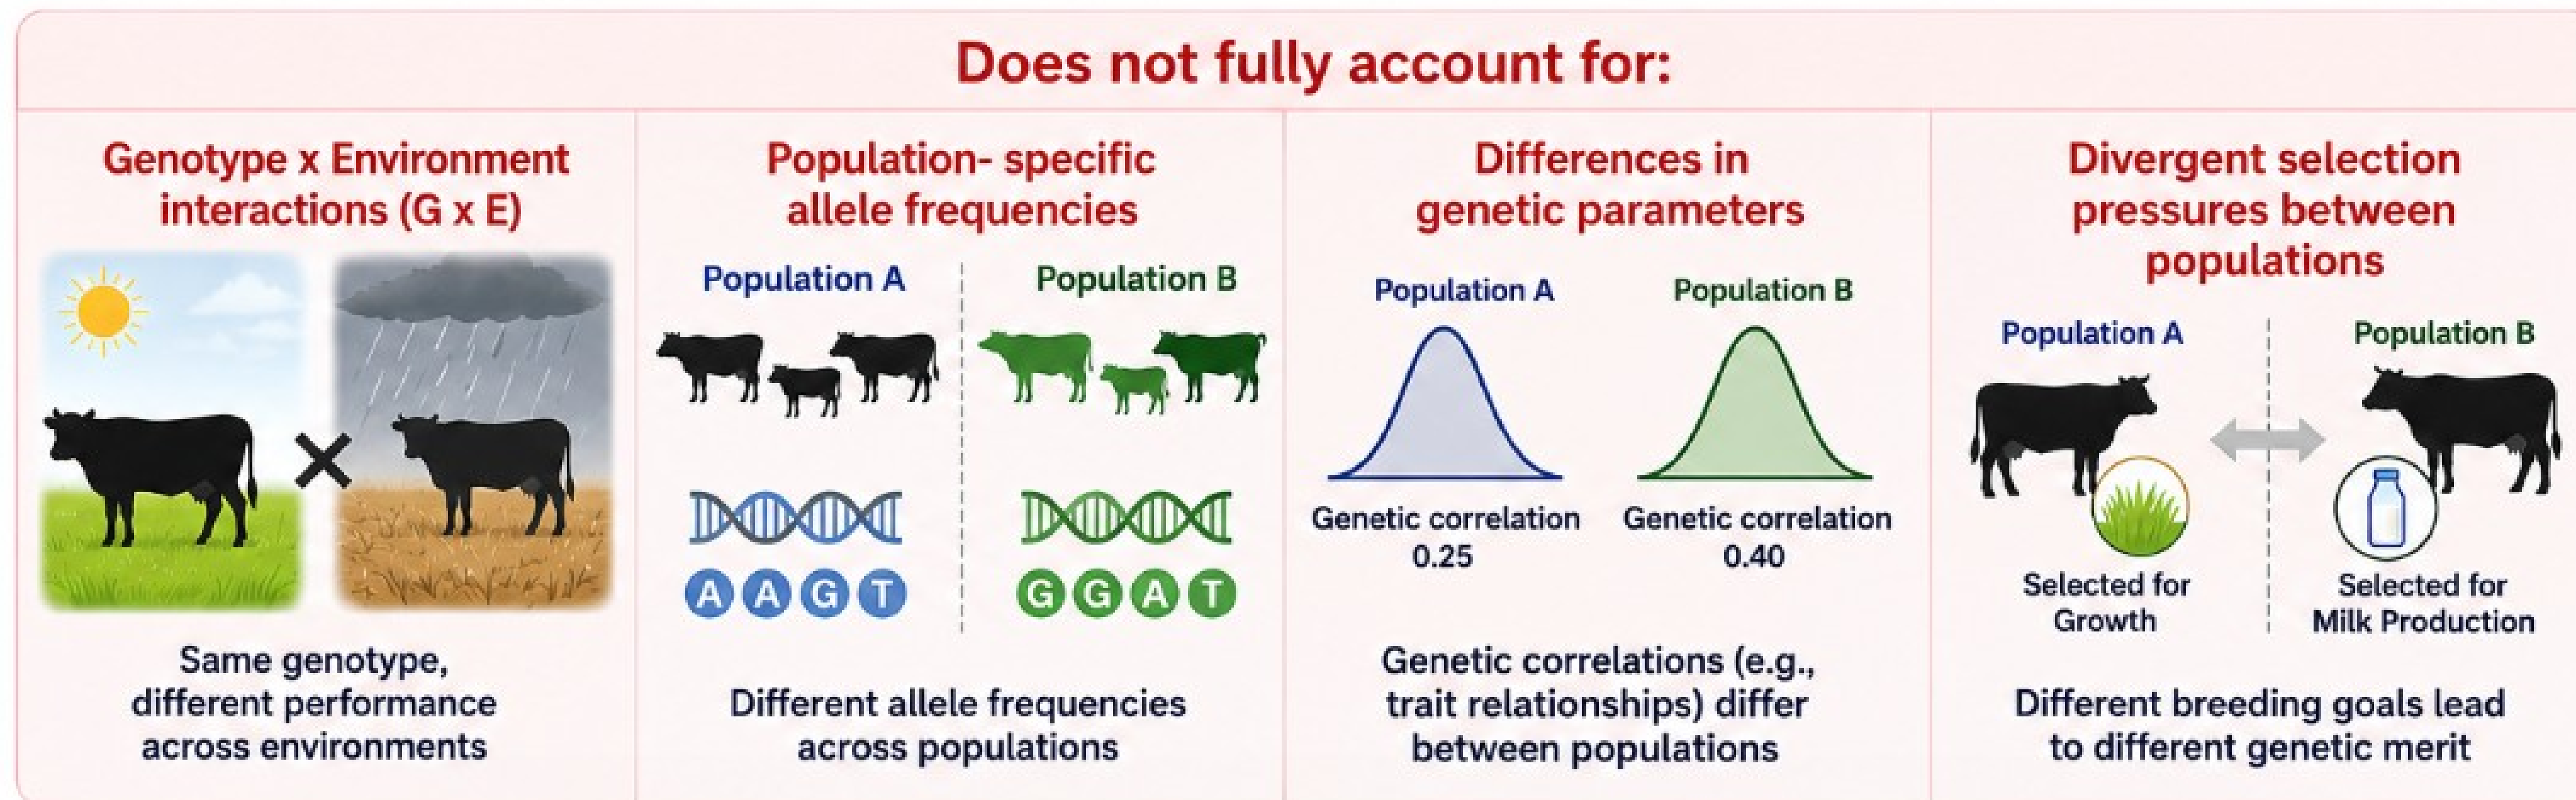 Does not fully account for:
Genotype x Environment
interactions (G x E)
Same genotype,
different performance
across environments
Population- specific
allele frequencies
Population A
Population B
A A G T
G G A T
Different allele frequencies
across populations
Differences in
genetic parameters
Population A
Population B
Genetic correlation
0.25
Genetic correlation
0.40
Genetic correlations (e.g.,
trait relationships) differ
between populations
Divergent selection
pressures between
populations
Population A
Population B
Selected for
Growth
Selected for
Milk Production
Different breeding goals lead
to different genetic merit